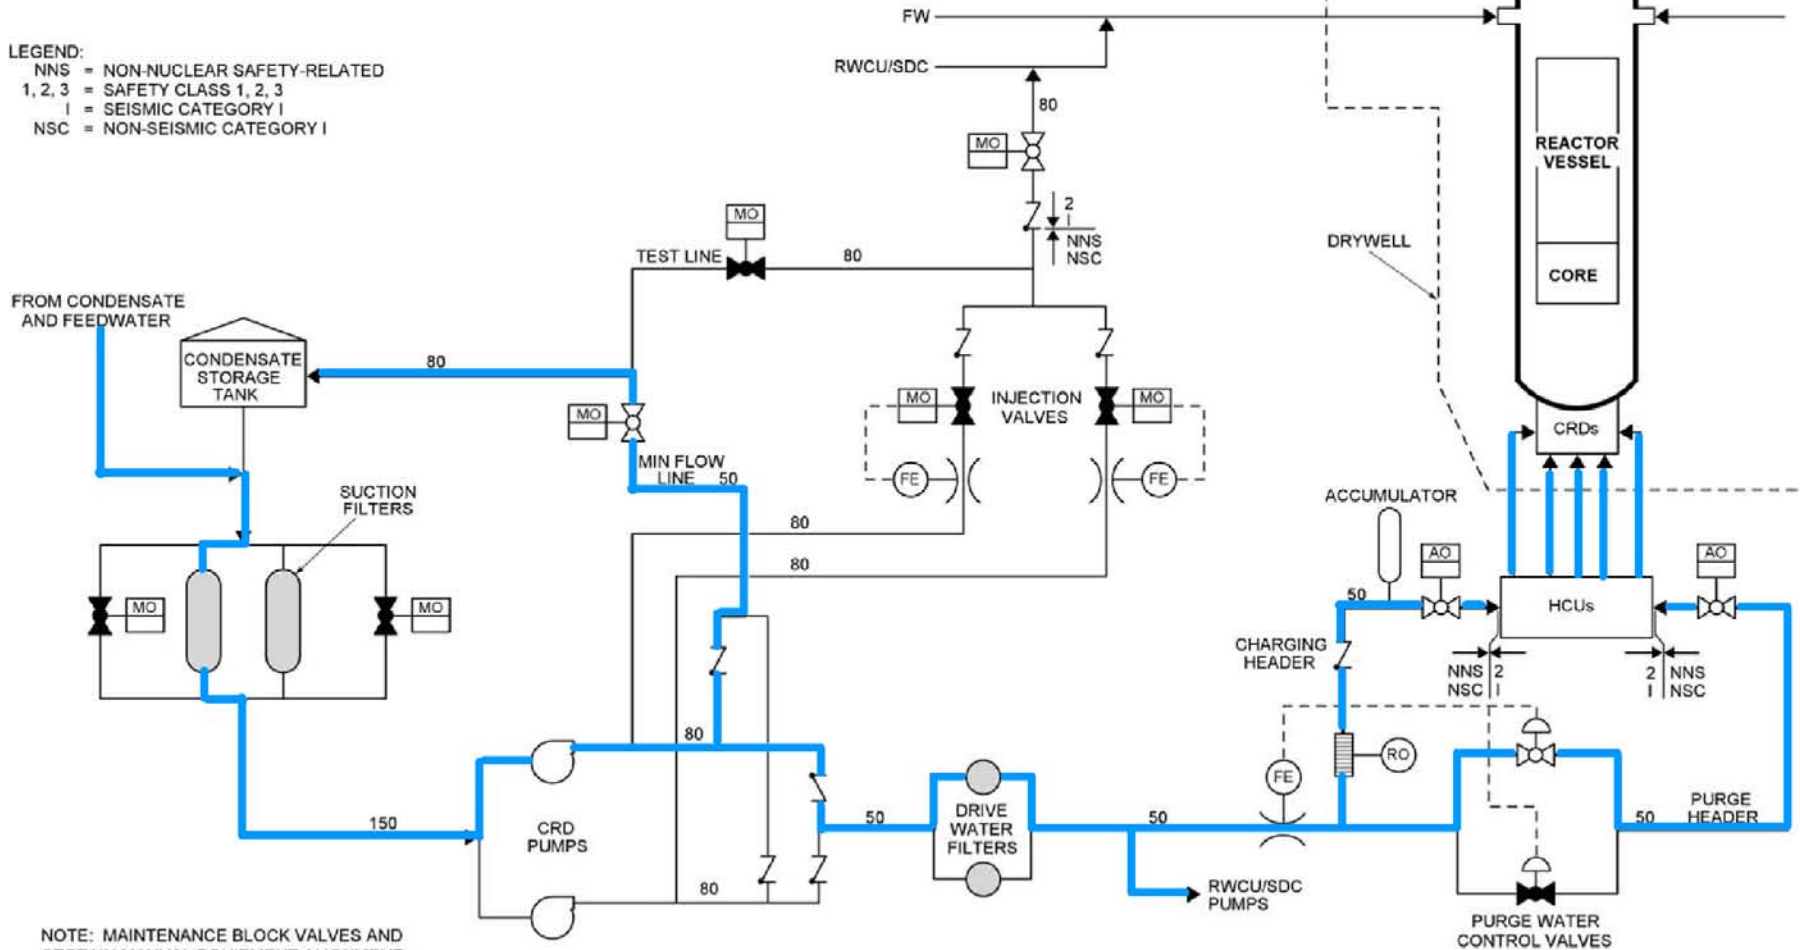 FW
RWCU/SDC
LEGEND:
NNS = NON-NUCLEAR SAFETY-RELATED
1, 2, 3 = SAFETY CLASS 1, 2, 3
I = SEISMIC CATEGORY I
NSC = NON-SEISMIC CATEGORY I
80
MO
REACTOR
VESSEL
CORE
2
I
NNS
NSC
DRYWELL
MO
TEST LINE
80
FROM CONDENSATE
AND FEEDWATER
CONDENSATE
STORAGE
TANK
80
MO
MIN FLOW
LINE 50
MO
INJECTION
VALVES
MO
FE
FE
CRDs
SUCTION
FILTERS
80
80
ACCUMULATOR
AO
AO
50
HCUs
MO
MO
CHARGING
HEADER
NNS 2
NSC I
2 NNS
I NSC
80
FE
RO
150
CRD
PUMPS
50
DRIVE
WATER
FILTERS
50
50
PURGE
HEADER
80
RWCU/SDC
PUMPS
PURGE WATER
CONTROL VALVES
NOTE: MAINTENANCE BLOCK VALVES AND